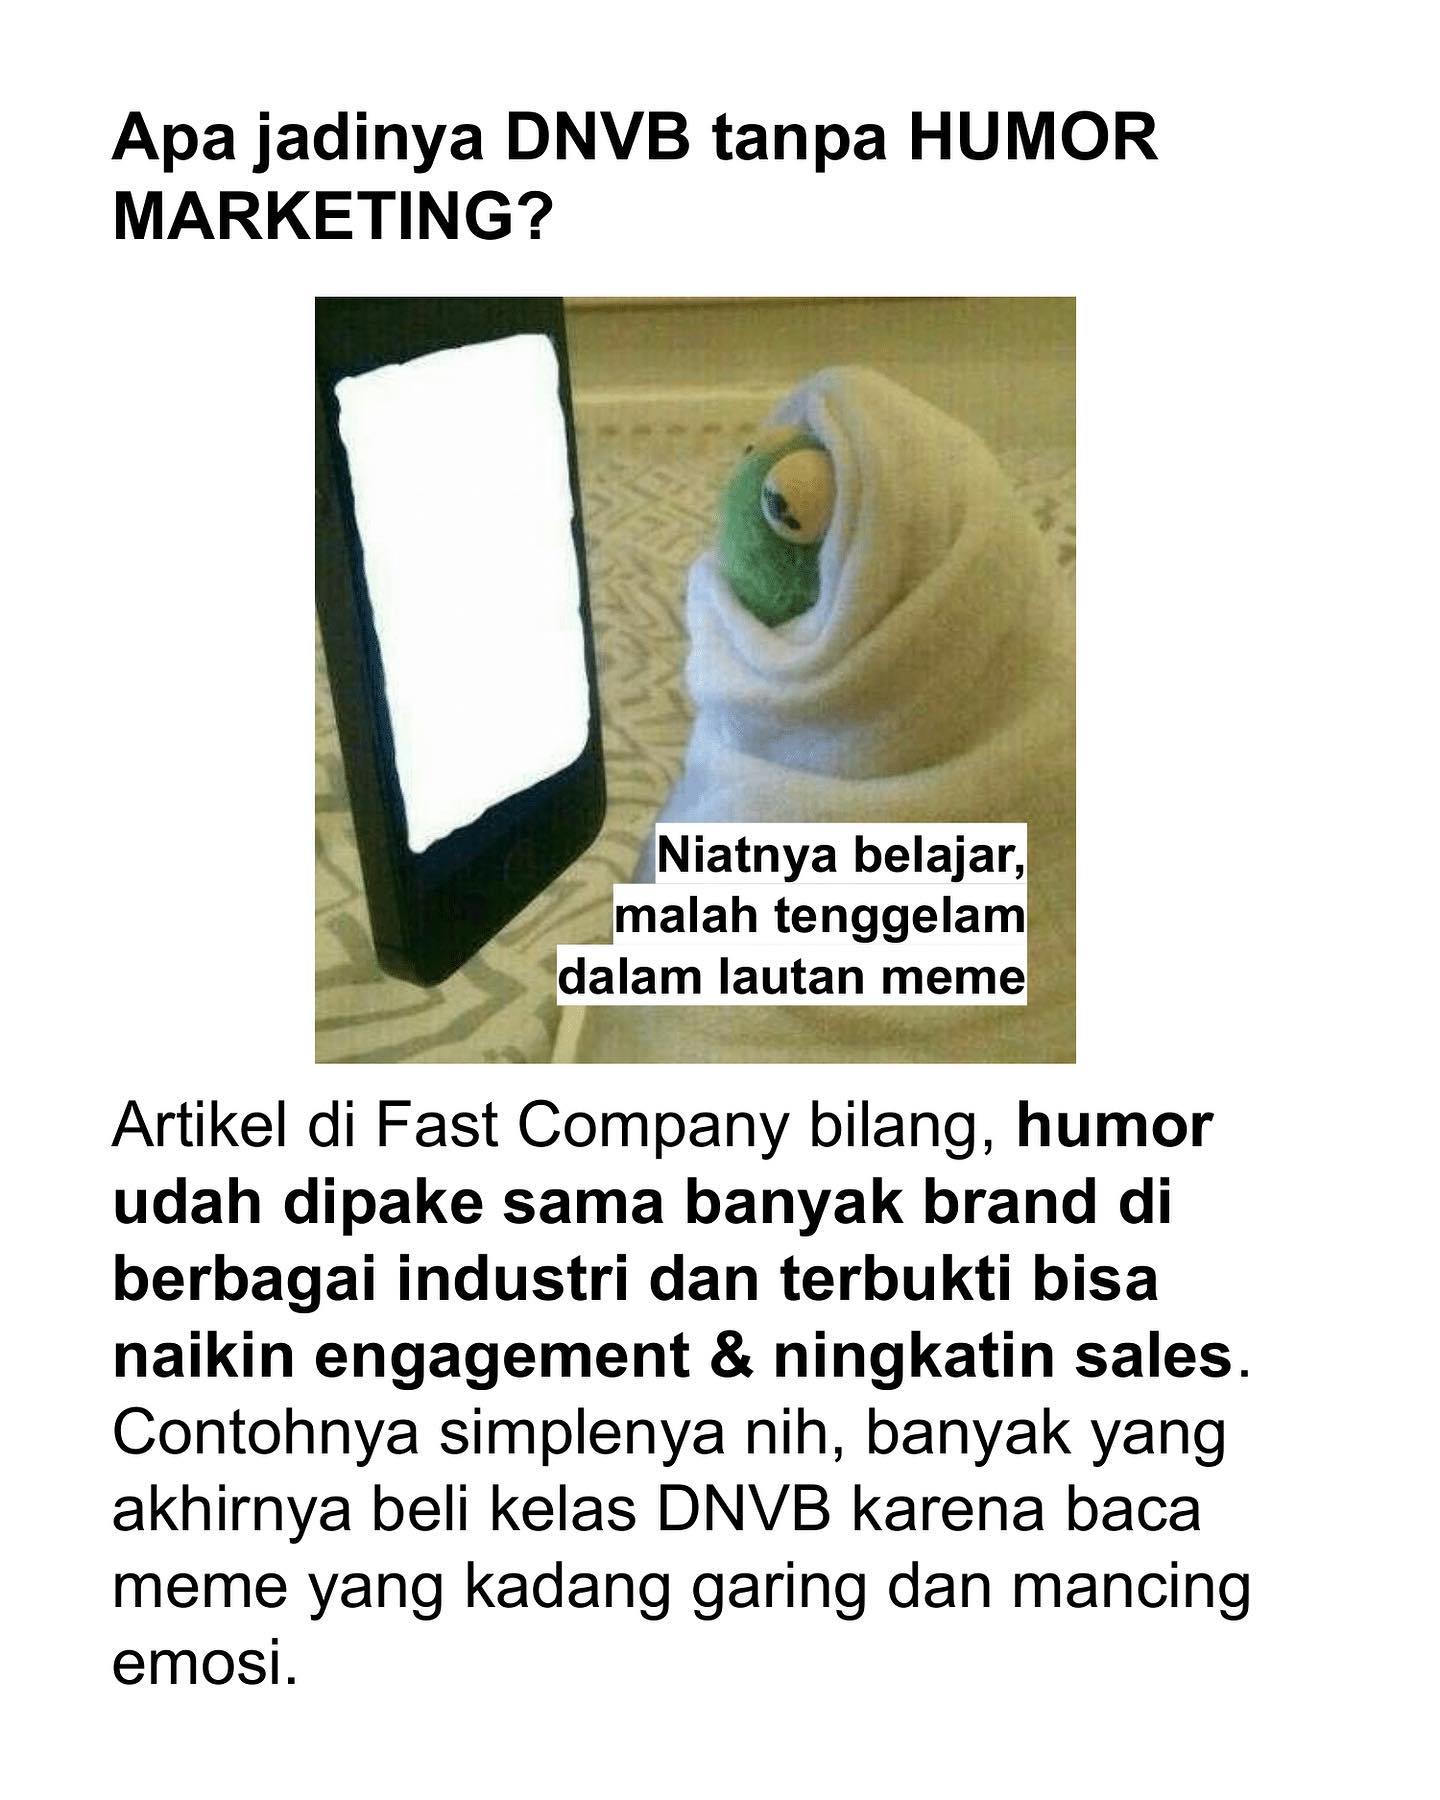 Apa jadinya DNVB tanpa HUMOR
MARKETING?
Niatnya belajar,
malah tenggelam
dalam lautan meme
Artikel di Fast Company bilang, humor
udah dipake sama banyak brand di
berbagai industri dan terbukti bisa
naikin engagement & ningkatin sales.
Contohnya simplenya nih, banyak yang
akhirnya beli kelas DNVB karena baca
meme yang kadang garing dan mancing
emosi.